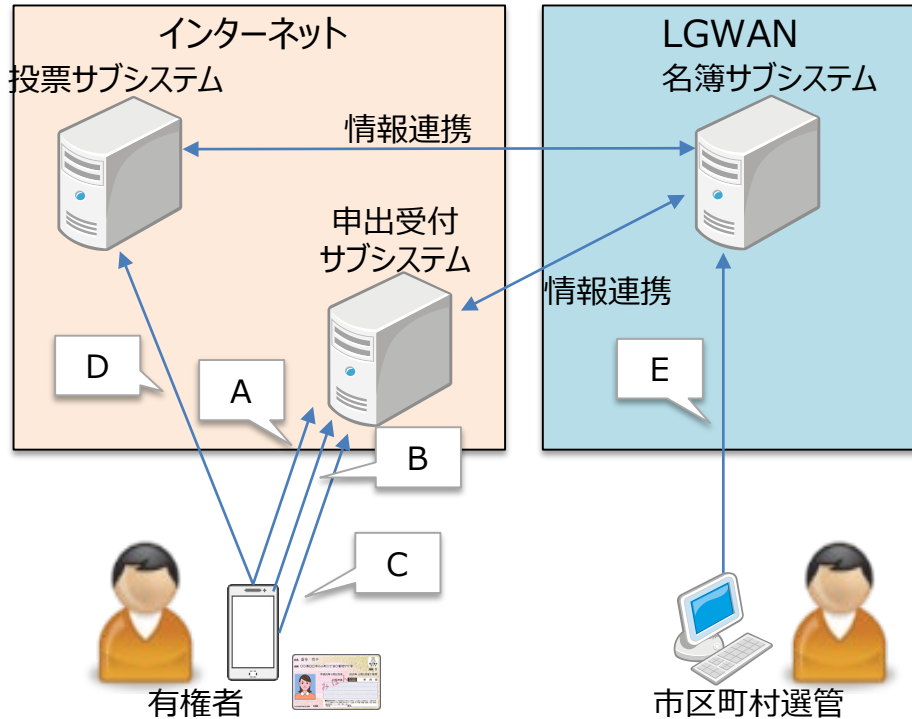 インターネット
LGWAN
投票サブシステム
名簿サブシステム
情報連携
申出受付
サブシステム
情報連携
D
A
E
B
C
有権者
市区町村選管